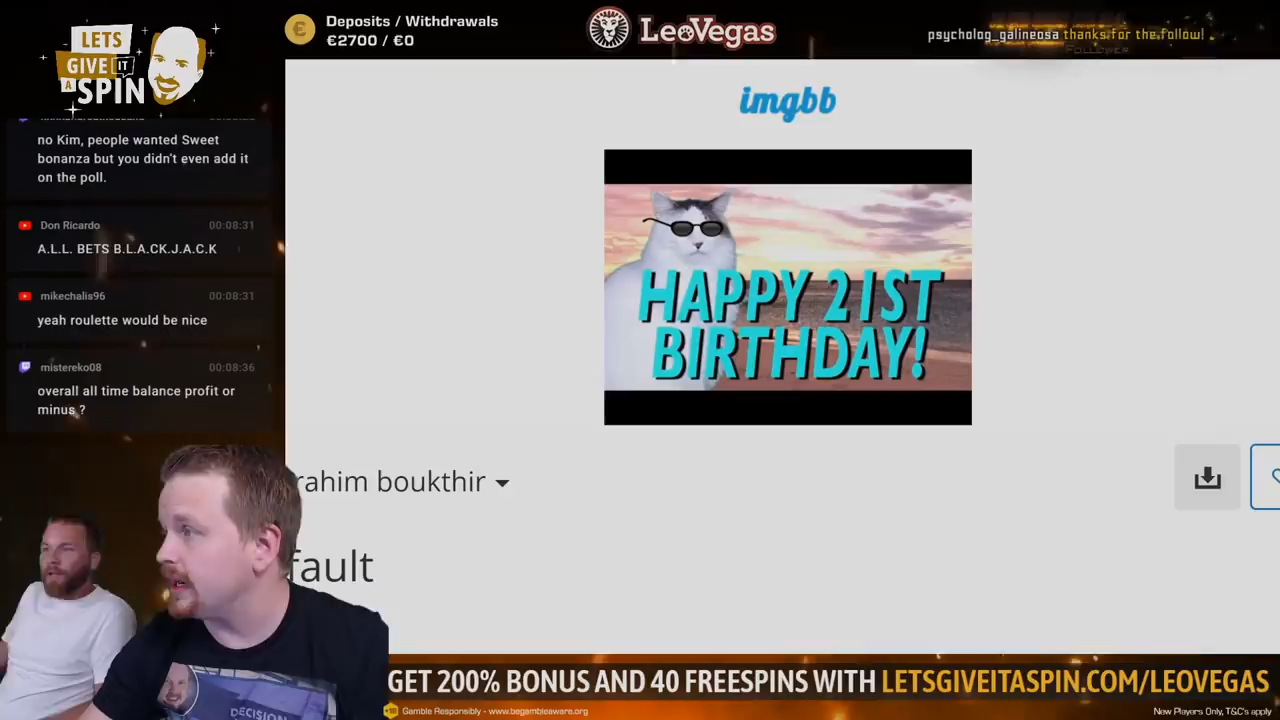 LETS
GIVE IT
A SPIN
Deposits / Withdrawals
€2700 / €0
LEOVEGAS
psycholog_galineosa thanks for the follow!
FOLLOWER
imgbb
no Kim, people wanted Sweet
bonanza but you didn't even add it
on the poll.
Don Ricardo 00:08:31
A.L.L. BETS B.L.A.CK.J.A.C.K
mikechalis96 00:08:31
yeah roulette would be nice
mistereko08 00:08:36
overall all time balance profit or
minus ?
HAPPY 21ST
BIRTHDAY!
rahim boukthir
fault
DECISION
GET 200% BONUS AND 40 FREESPINS WITH LETSGIVEITASPIN.COM/LEOVEGAS
+18 Gamble Responsibly - www.begambleaware.org
New Players Only, T&C's apply